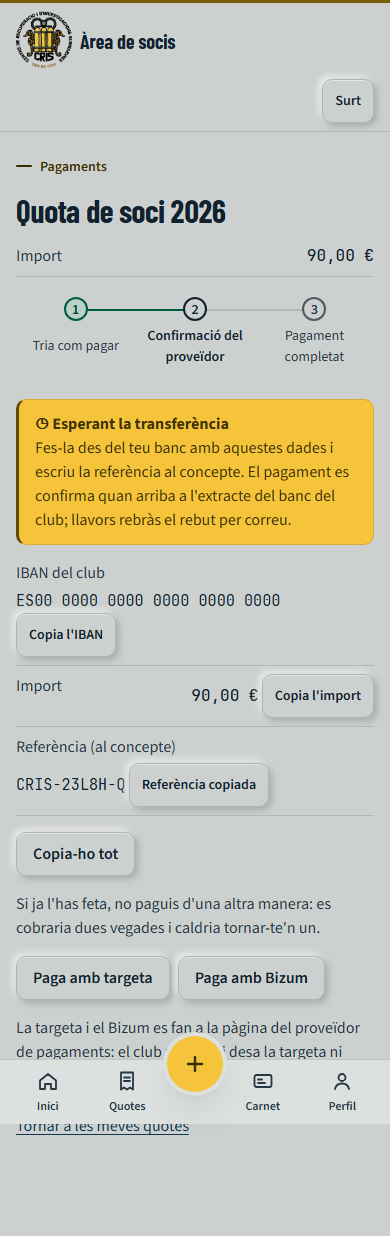 CRIS
Àrea de socis
Surt
Pagaments
Quota de soci 2026
Import
90,00 €
1
2
3
Tria com pagar
Confirmació del
proveïdor
Pagament
completat
Esperant la transferència
Fes-la des del teu banc amb aquestes dades i
escriu la referència al concepte. El pagament es
confirma quan arriba a l'extracte del banc del
club; llavors rebràs el rebut per correu.
IBAN del club
ES00 0000 0000 0000 0000 0000
Copia l'IBAN
Import
90,00 €
Copia l'import
Referència (al concepte)
CRIS-23L8H-Q
Referència copiada
Copia-ho tot
Si ja l'has feta, no paguis d'una altra manera: es
cobraria dues vegades i caldria tornar-te'n un.
Paga amb targeta
Paga amb Bizum
La targeta i el Bizum es fan a la pàgina del proveïdor
de pagaments: el club i desa la targeta ni
+
Inici
Quotes
Carnet
Perfil
Tornar a les meves quotes